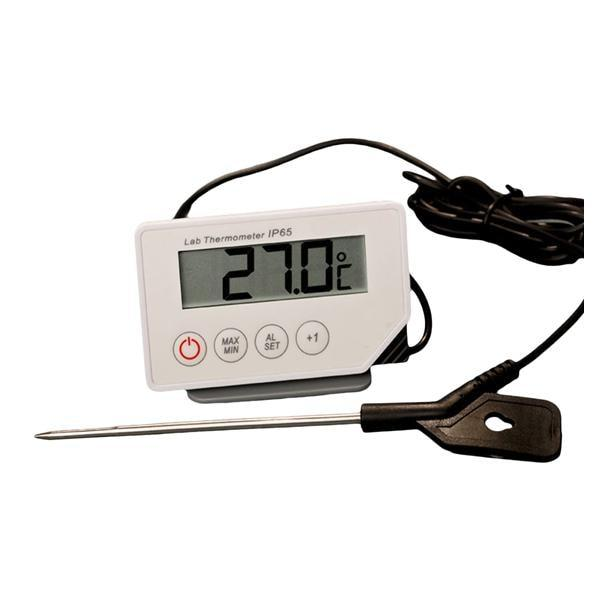 Lab Thermometer IP65
27.0°C
MAX MIN
AL SET
+1